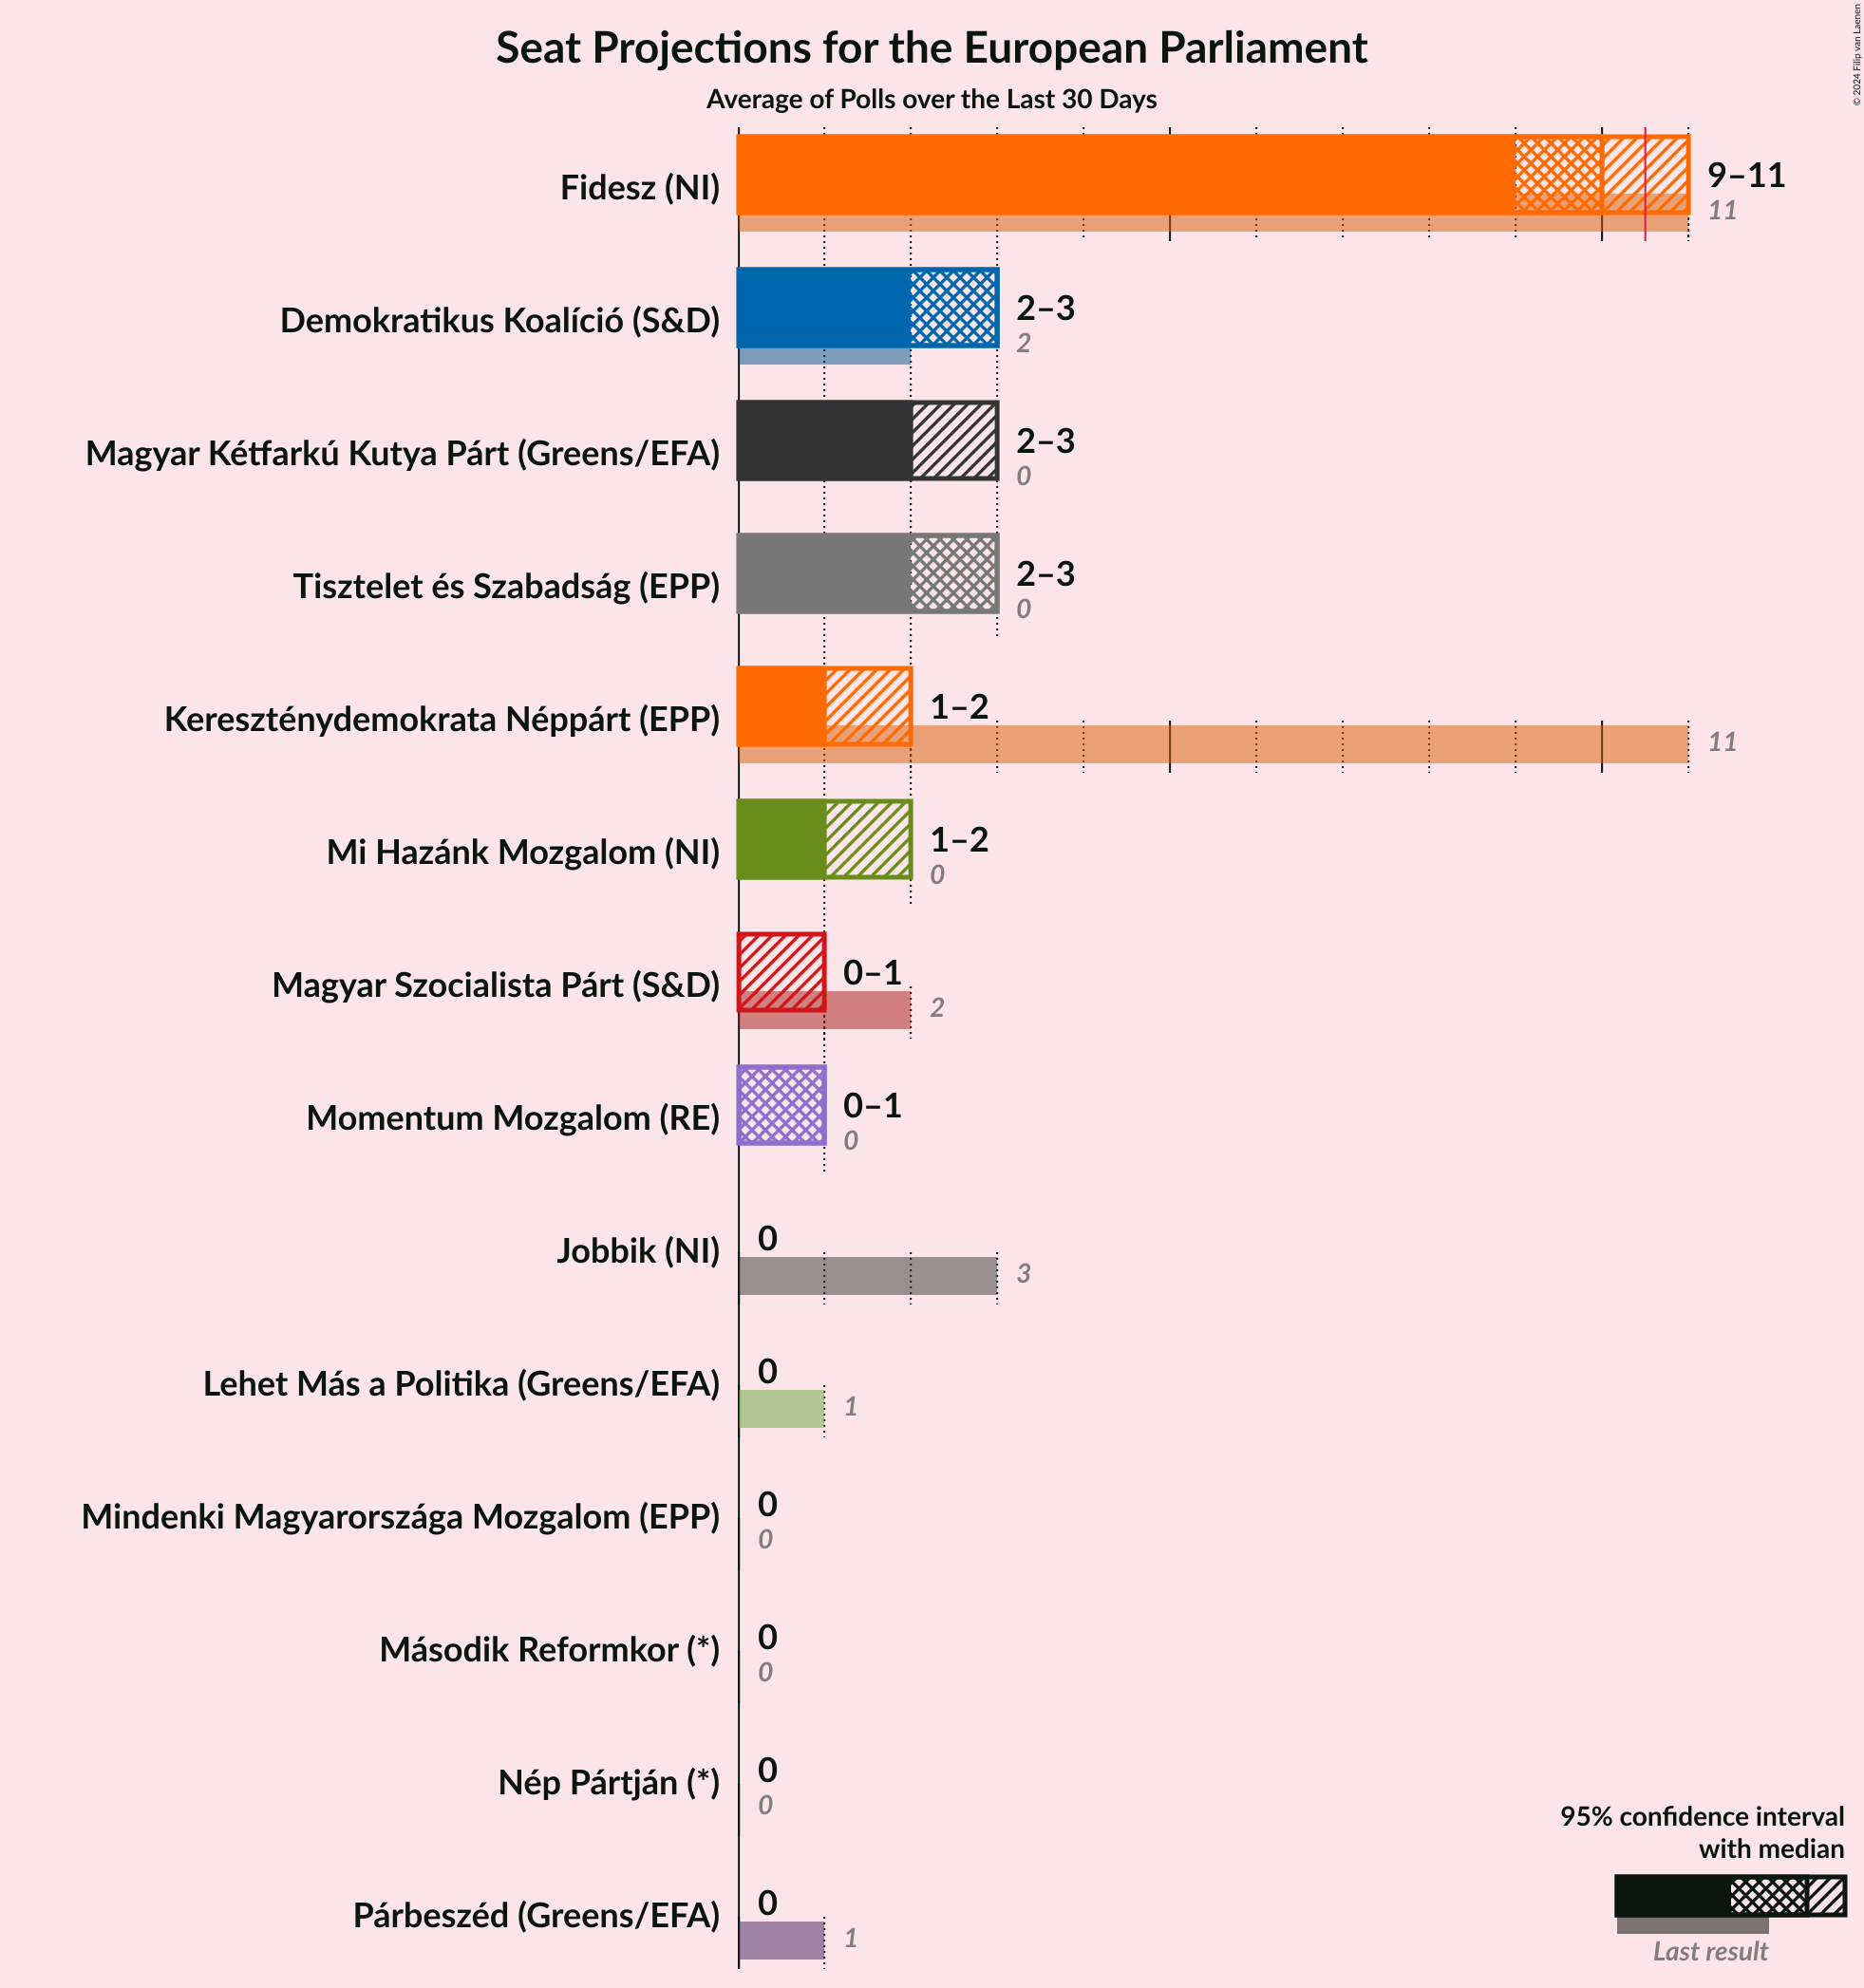 Seat Projections for the European Parliament
Average of Polls over the Last 30 Days
© 2024 Filip van Laenen
Fidesz (NI)
9–11
11
Demokratikus Koalíció (S&D)
2–3
2
Magyar Kétfarkú Kutya Párt (Greens/EFA)
2–3
0
Tisztelet és Szabadság (EPP)
2–3
0
Kereszténydemokrata Néppárt (EPP)
1–2
11
Mi Hazánk Mozgalom (NI)
1–2
0
Magyar Szocialista Párt (S&D)
0–1
2
Momentum Mozgalom (RE)
0–1
0
Jobbik (NI)
0
3
Lehet Más a Politika (Greens/EFA)
0
1
Mindenki Magyarországa Mozgalom (EPP)
0
0
Második Reformkor (*)
0
0
Nép Pártján (*)
0
0
Párbeszéd (Greens/EFA)
0
1
95% confidence interval
with median
Last result